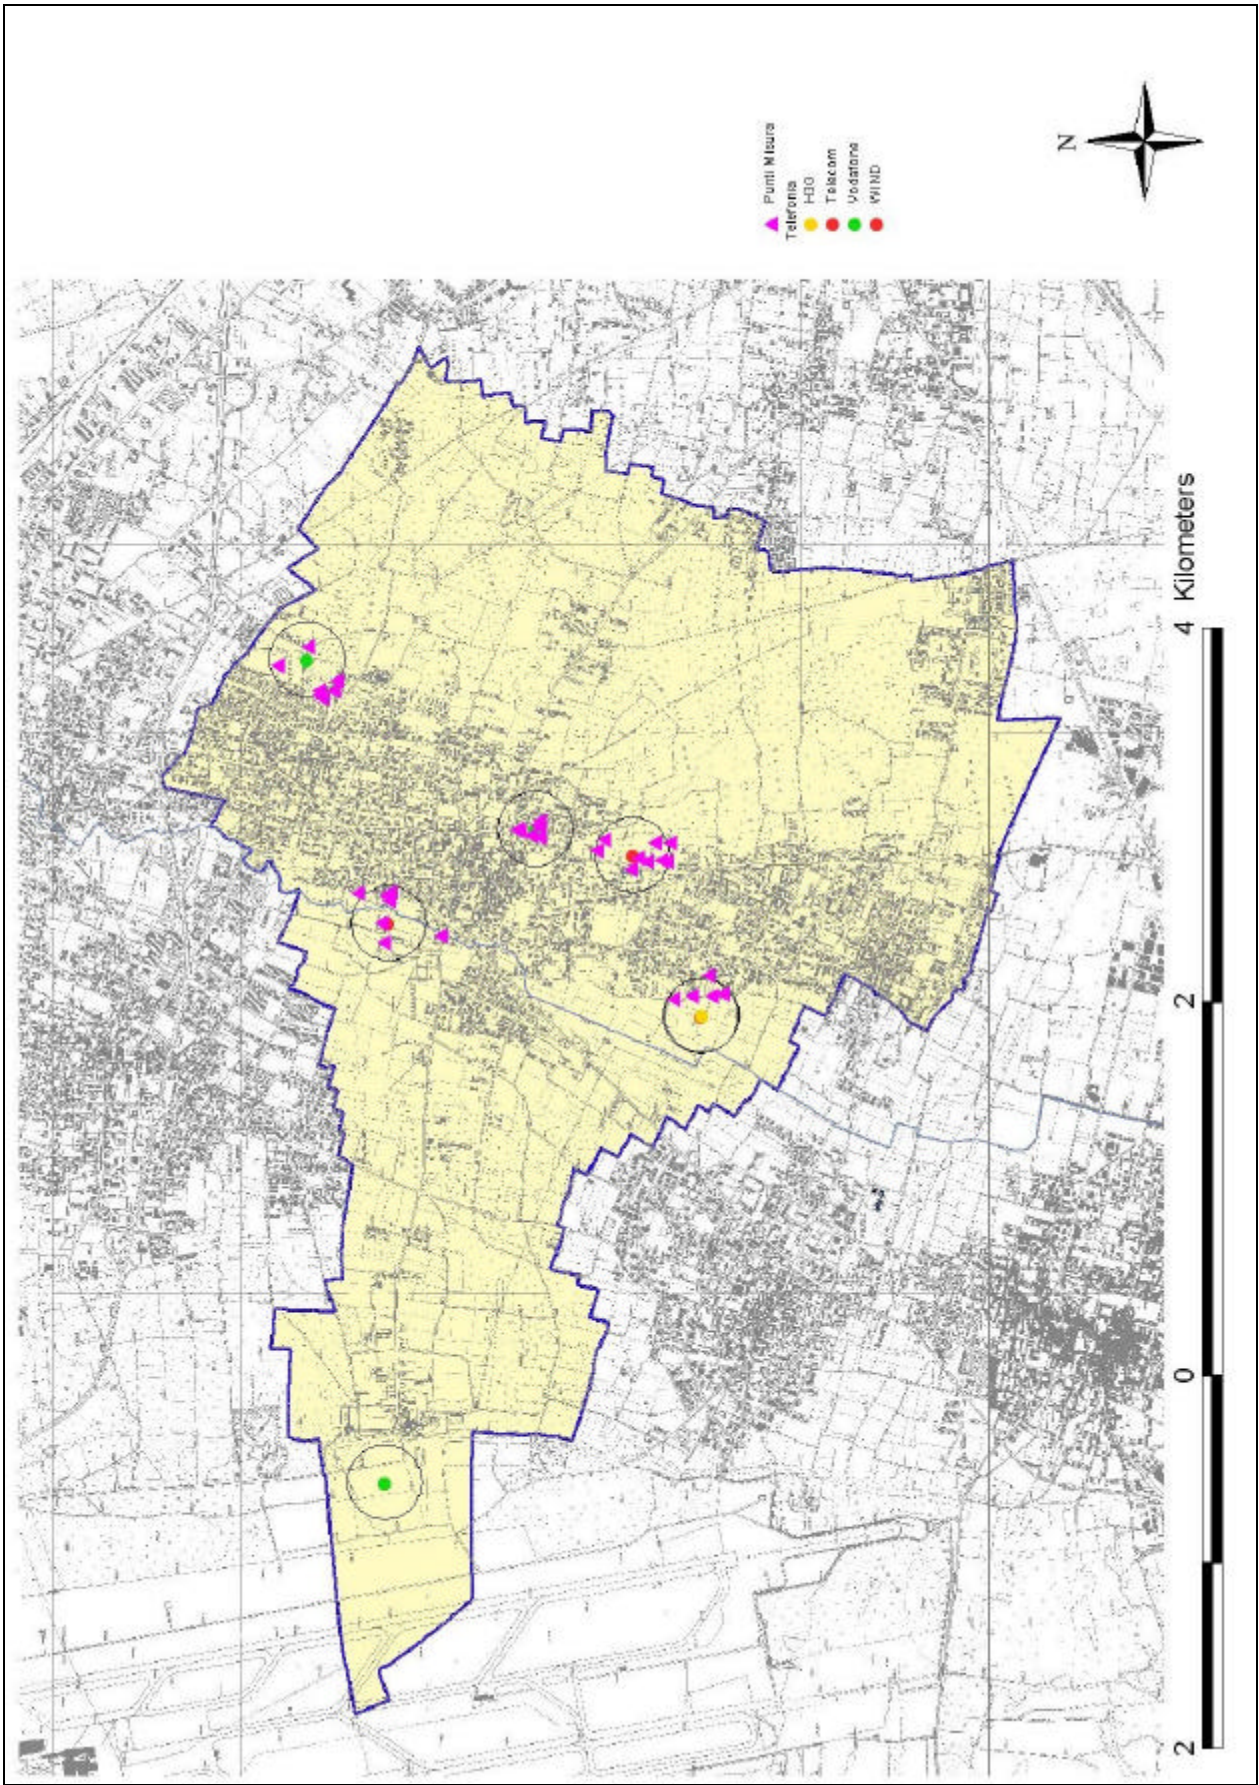 N
Punti Misura
Telefonia
H3G
Telecom
Vodafone
WIND
2 0 2 4 Kilometers